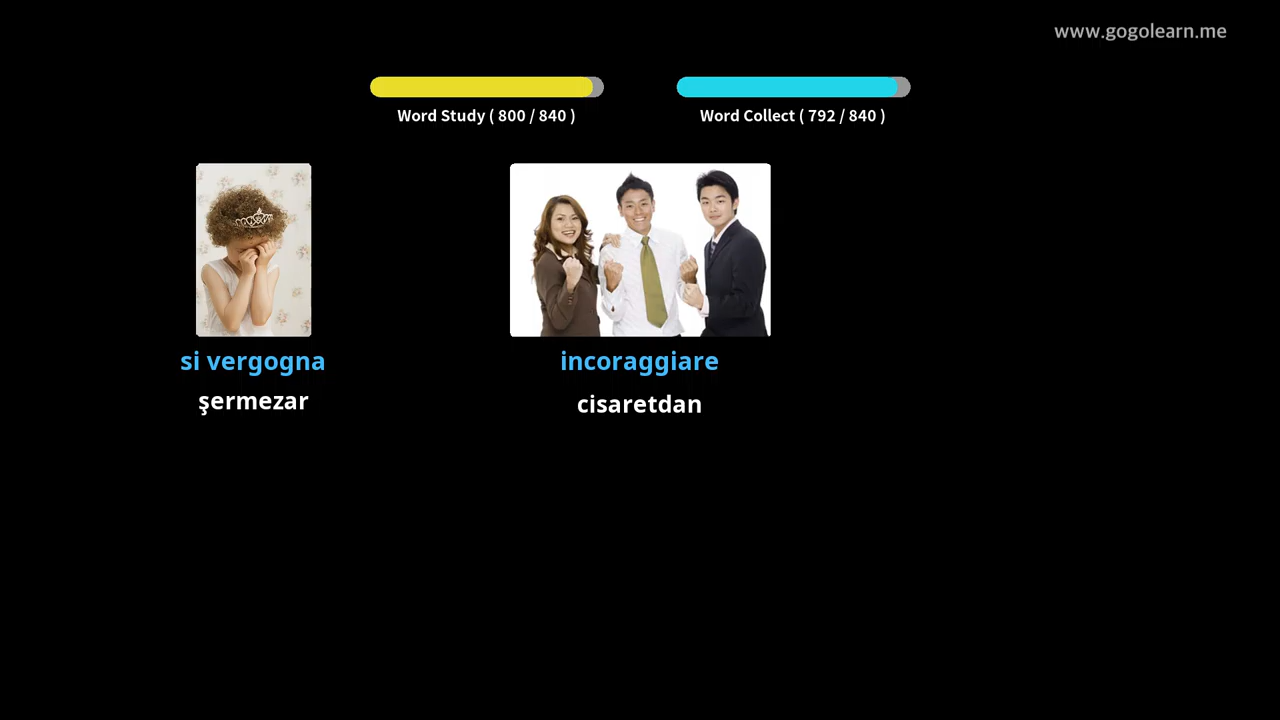 www.gogolearn.me
Word Study ( 800 / 840 )
Word Collect ( 792 / 840 )
si vergogna
şermezar
incoraggiare
cisaretdan